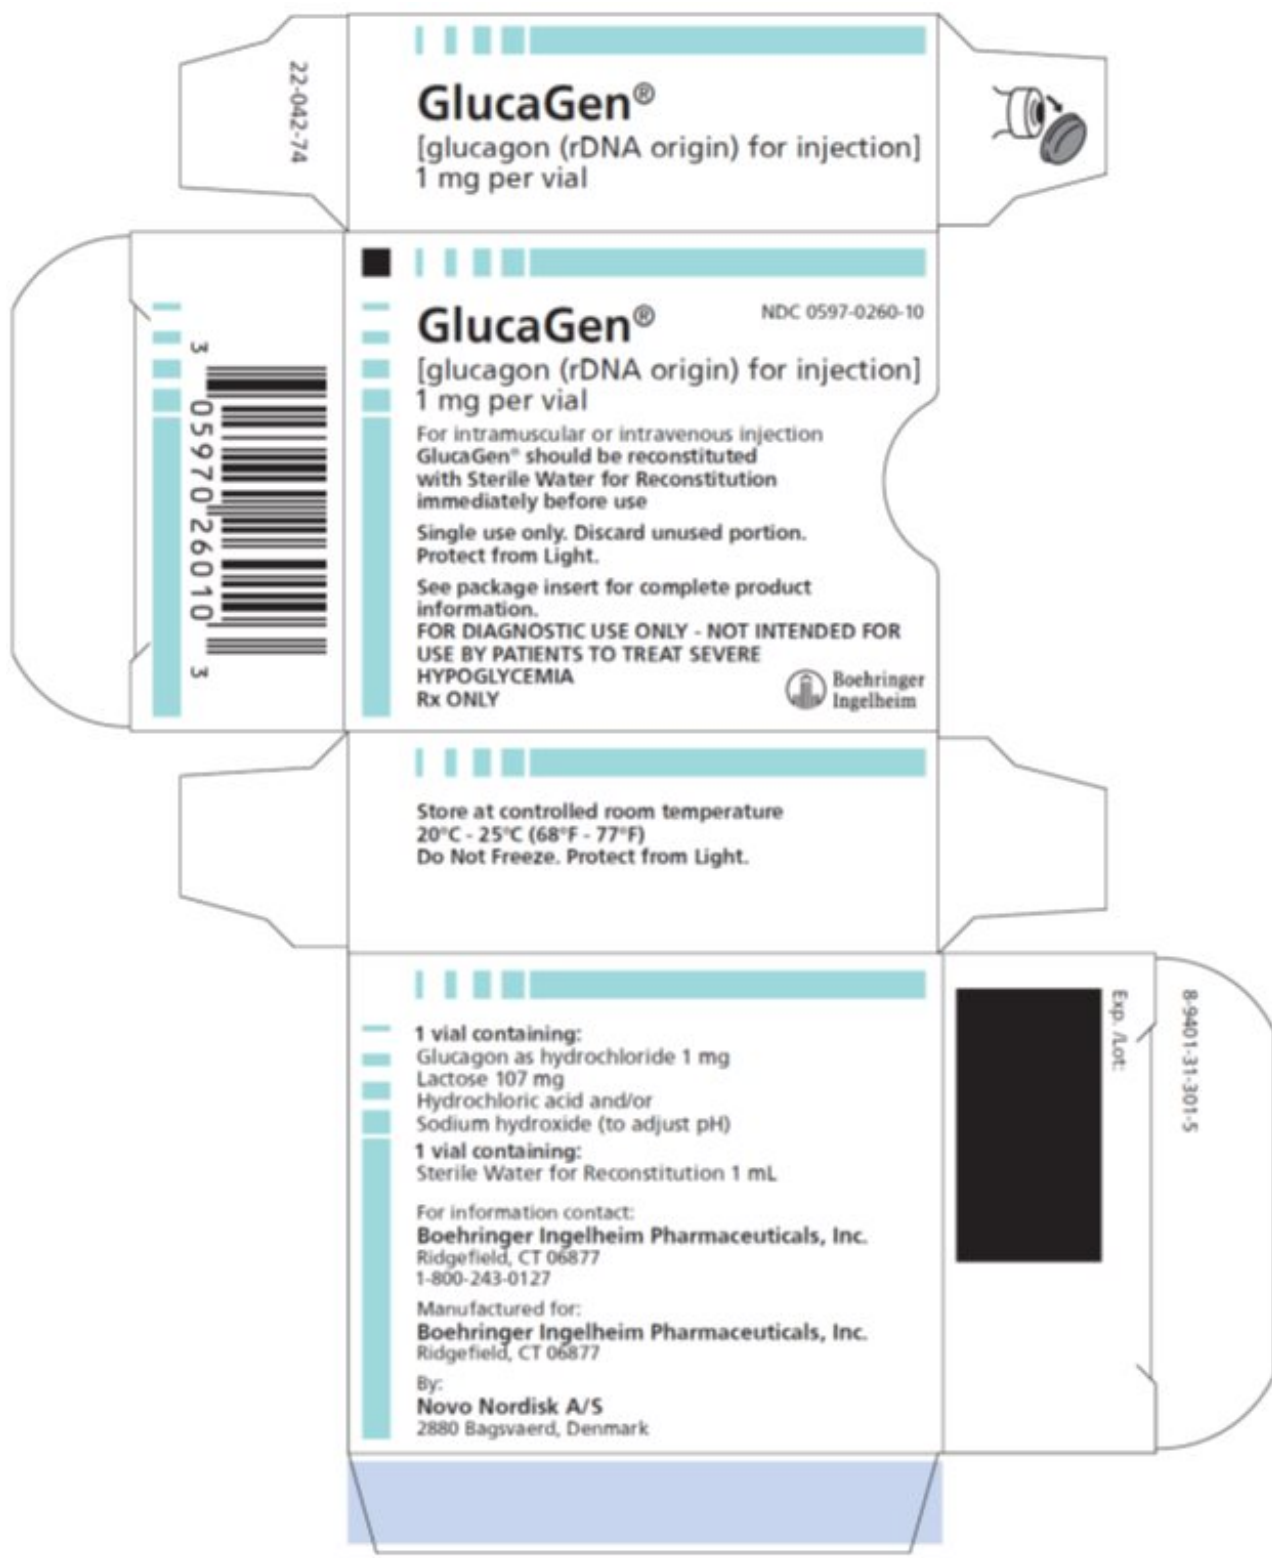 22-042-74
GlucaGen®
[glucagon (rDNA origin) for injection]
1 mg per vial
3 05970 26010 3
GlucaGen®
NDC 0597-0260-10
[glucagon (rDNA origin) for injection]
1 mg per vial
For intramuscular or intravenous injection
GlucaGen® should be reconstituted
with Sterile Water for Reconstitution
immediately before use
Single use only. Discard unused portion.
Protect from Light.
See package insert for complete product
information.
FOR DIAGNOSTIC USE ONLY - NOT INTENDED FOR
USE BY PATIENTS TO TREAT SEVERE
HYPOGLYCEMIA
Rx ONLY
Boehringer
Ingelheim
Store at controlled room temperature
20°C - 25°C (68°F - 77°F)
Do Not Freeze. Protect from Light.
1 vial containing:
Glucagon as hydrochloride 1 mg
Lactose 107 mg
Hydrochloric acid and/or
Sodium hydroxide (to adjust pH)
1 vial containing:
Sterile Water for Reconstitution 1 mL
For information contact:
Boehringer Ingelheim Pharmaceuticals, Inc.
Ridgefield, CT 06877
1-800-243-0127
Manufactured for:
Boehringer Ingelheim Pharmaceuticals, Inc.
Ridgefield, CT 06877
By:
Novo Nordisk A/S
2880 Bagsvaerd, Denmark
Exp. /Lot:
8-9401-31-301-5